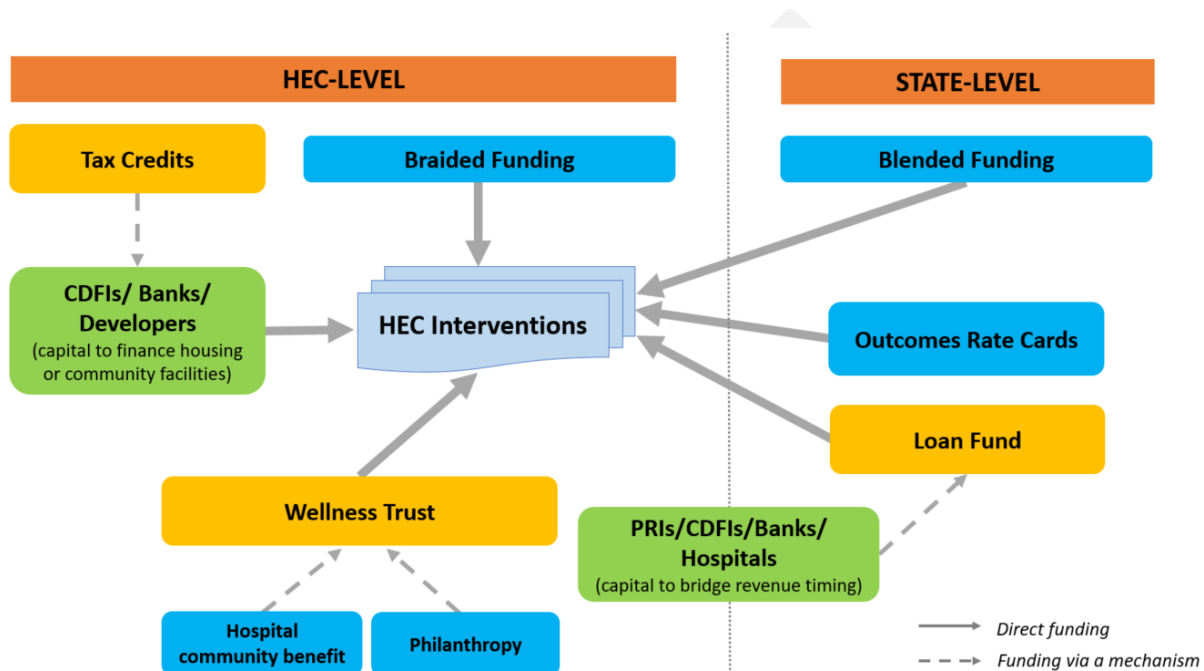 HEC-LEVEL
STATE-LEVEL
Tax Credits
Braided Funding
Blended Funding
CDFIs/ Banks/
Developers
(capital to finance housing
or community facilities)
HEC Interventions
Outcomes Rate Cards
Loan Fund
Wellness Trust
PRIs/CDFIs/Banks/
Hospitals
(capital to bridge revenue timing)
Hospital
community benefit
Philanthropy
Direct funding
Funding via a mechanism